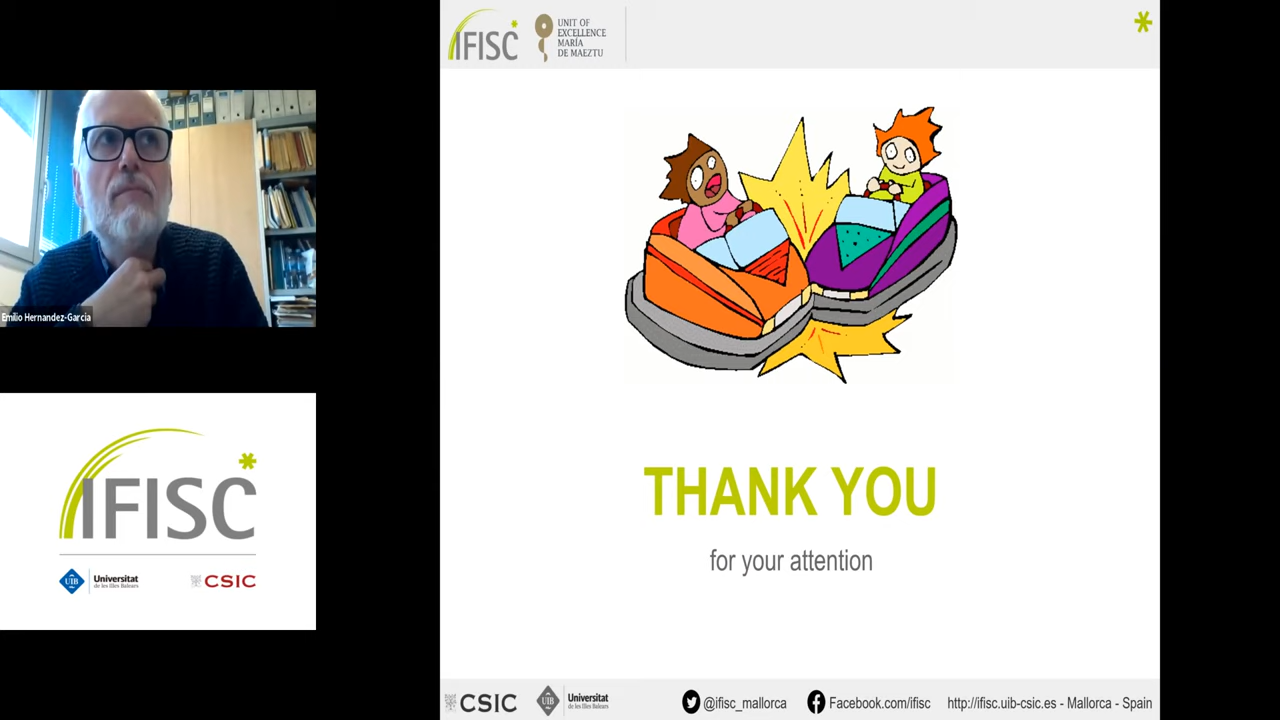 Emilio Hernandez-Garcia
IFISC
UIB
Universitat
de les Illes Balears
CSIC
IFISC
UNIT OF
EXCELLENCE
MARÍA
DE MAEZTU
THANK YOU
for your attention
CSIC
UIB
Universitat
de les Illes Balears
@ifisc_mallorca
Facebook.com/ifisc
http://ifisc.uib-csic.es - Mallorca - Spain